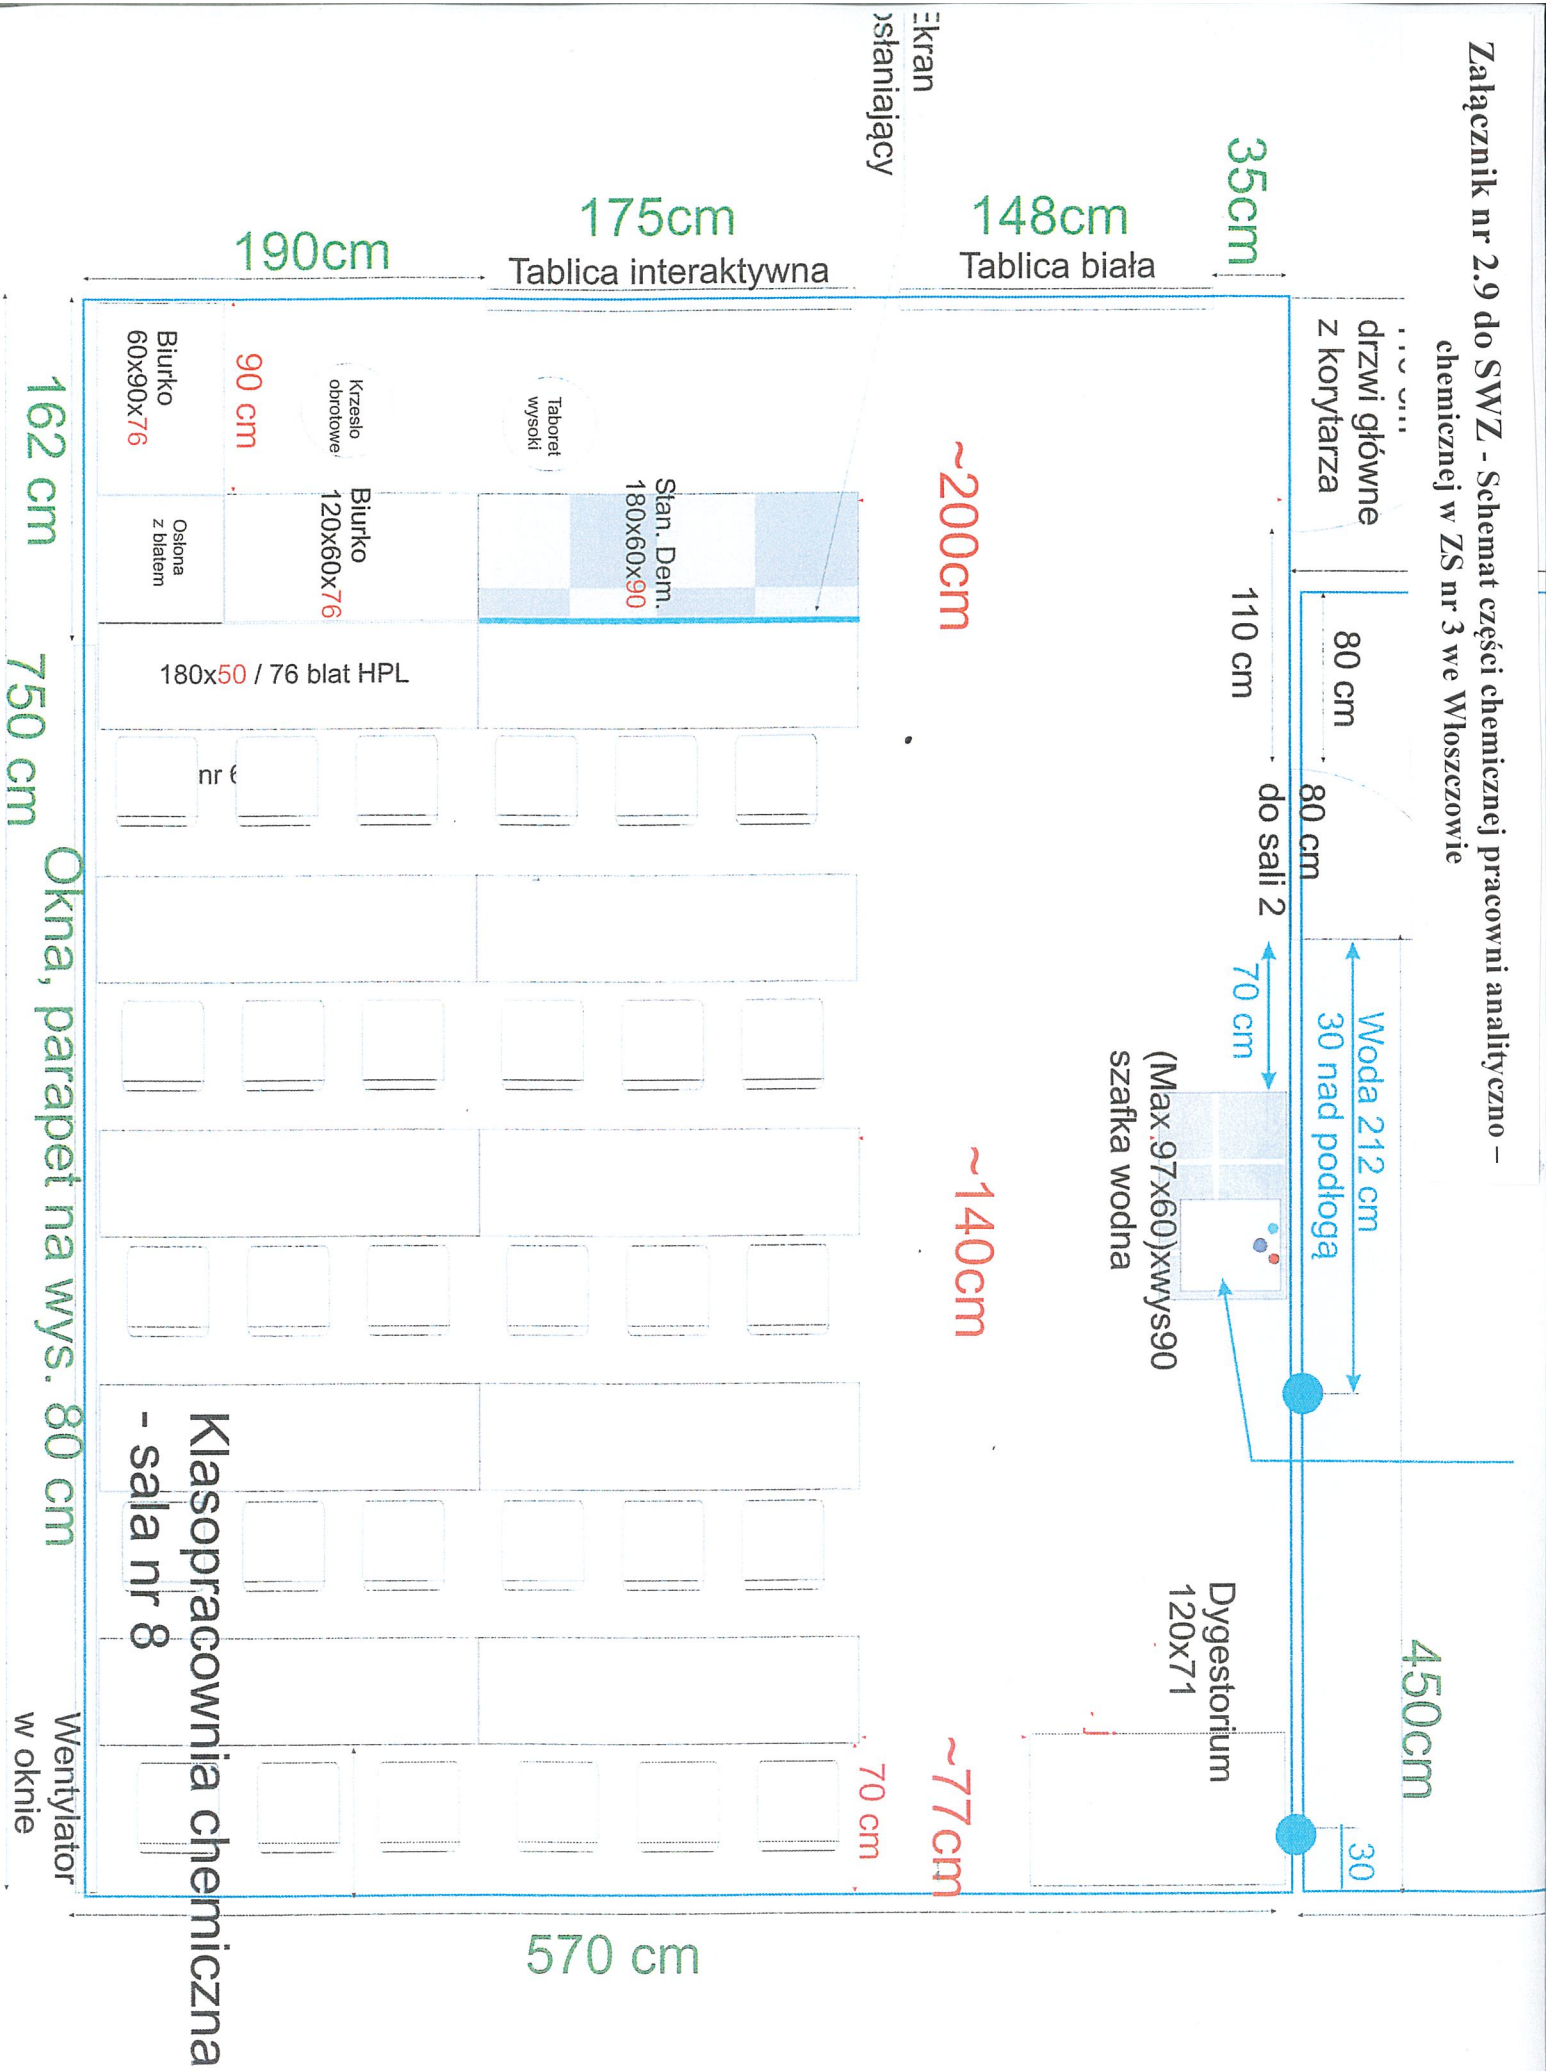 Załącznik nr 2.9 do SWZ - Schemat części chemicznej pracowni analityczno –
chemicznej w ZS nr 3 we Włoszczowie
450cm
30
Woda 212 cm
30 nad podłogą
70 cm
80 cm
80 cm
do sali 2
110 cm
drzwi główne
z korytarza
35cm
148cm
Tablica biała
175cm
Tablica interaktywna
190cm
Ekran
osłaniający
(Max.97x60)xwys90
szafka wodna
Dygestorium
120x71
~200cm
~140cm
~77cm
70 cm
Stan. Dem.
180x60x90
Taboret
wysoki
Krzesło
obrotowe
Biurko
120x60x76
90 cm
Biurko
60x90x76
Osłona
z blatem
180x50 / 76 blat HPL
nr 6
Klasopracownia chemiczna
- sala nr 8
162 cm
750 cm
Okna, parapet na wys. 80 cm
Wentylator
w oknie
570 cm